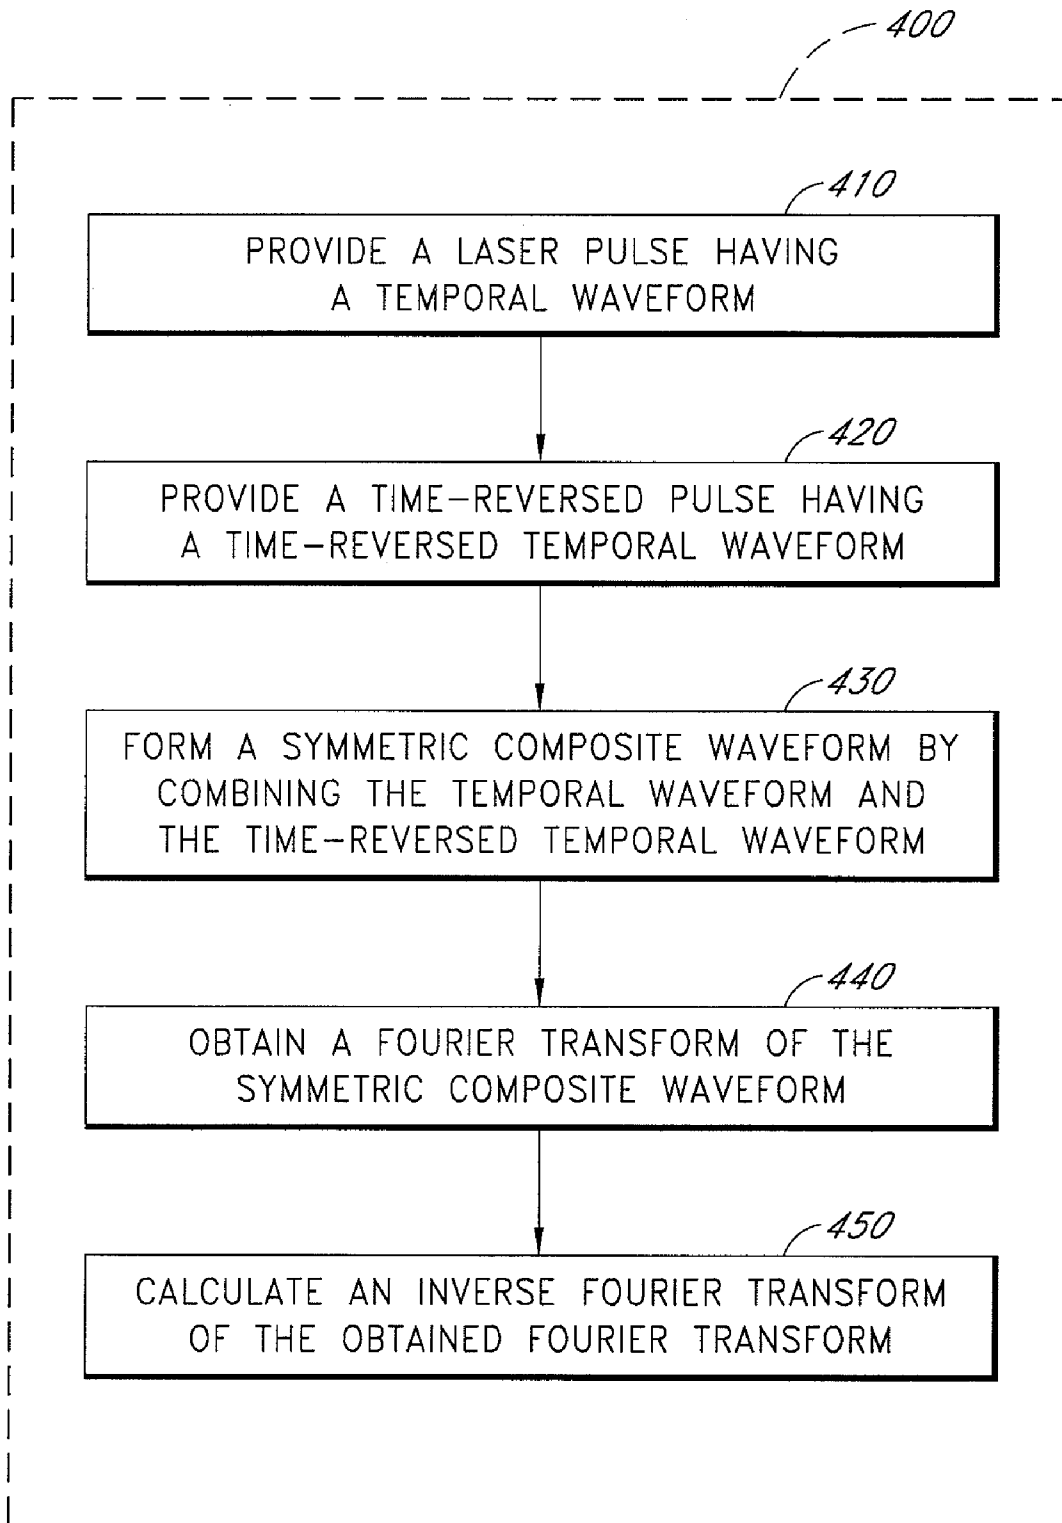 400
410
PROVIDE A LASER PULSE HAVING
A TEMPORAL WAVEFORM
420
PROVIDE A TIME-REVERSED PULSE HAVING
A TIME-REVERSED TEMPORAL WAVEFORM
430
FORM A SYMMETRIC COMPOSITE WAVEFORM BY
COMBINING THE TEMPORAL WAVEFORM AND
THE TIME-REVERSED TEMPORAL WAVEFORM
440
OBTAIN A FOURIER TRANSFORM OF THE
SYMMETRIC COMPOSITE WAVEFORM
450
CALCULATE AN INVERSE FOURIER TRANSFORM
OF THE OBTAINED FOURIER TRANSFORM